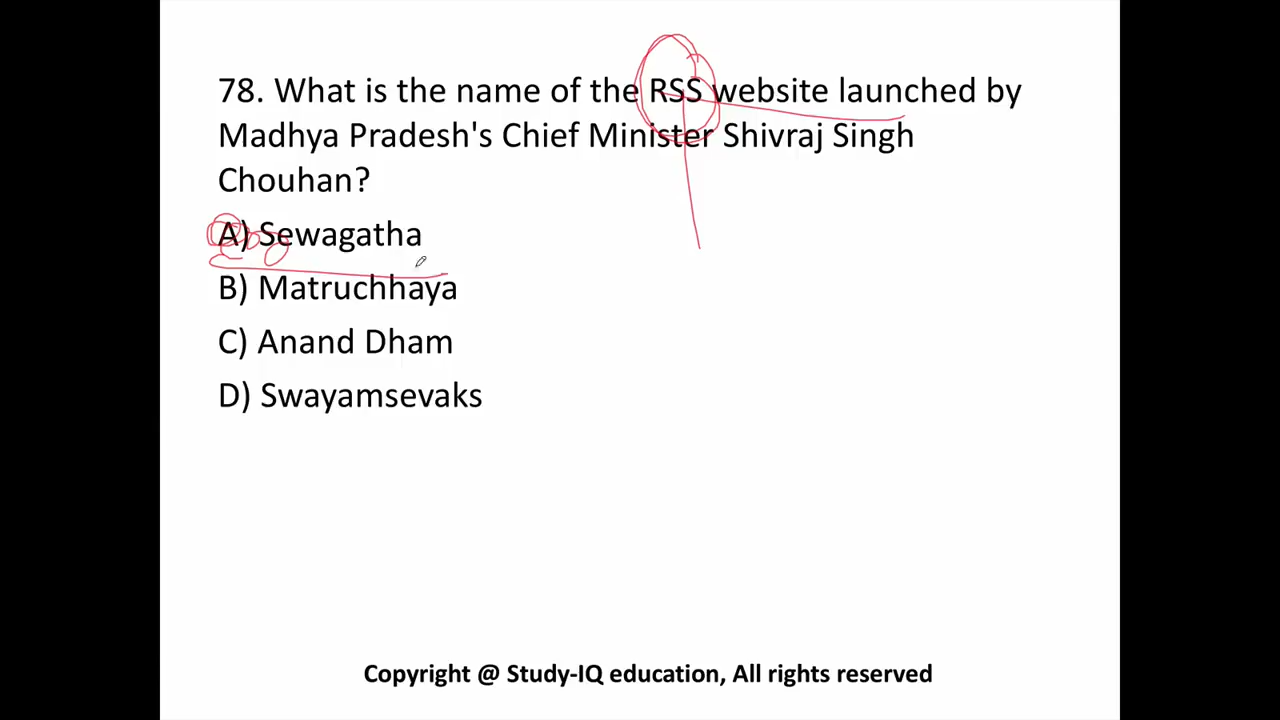 78. What is the name of the RSS website launched by
Madhya Pradesh's Chief Minister Shivraj Singh
Chouhan?
A) Sewagatha
B) Matruchhaya
C) Anand Dham
D) Swayamsevaks
Copyright @ Study-IQ education, All rights reserved